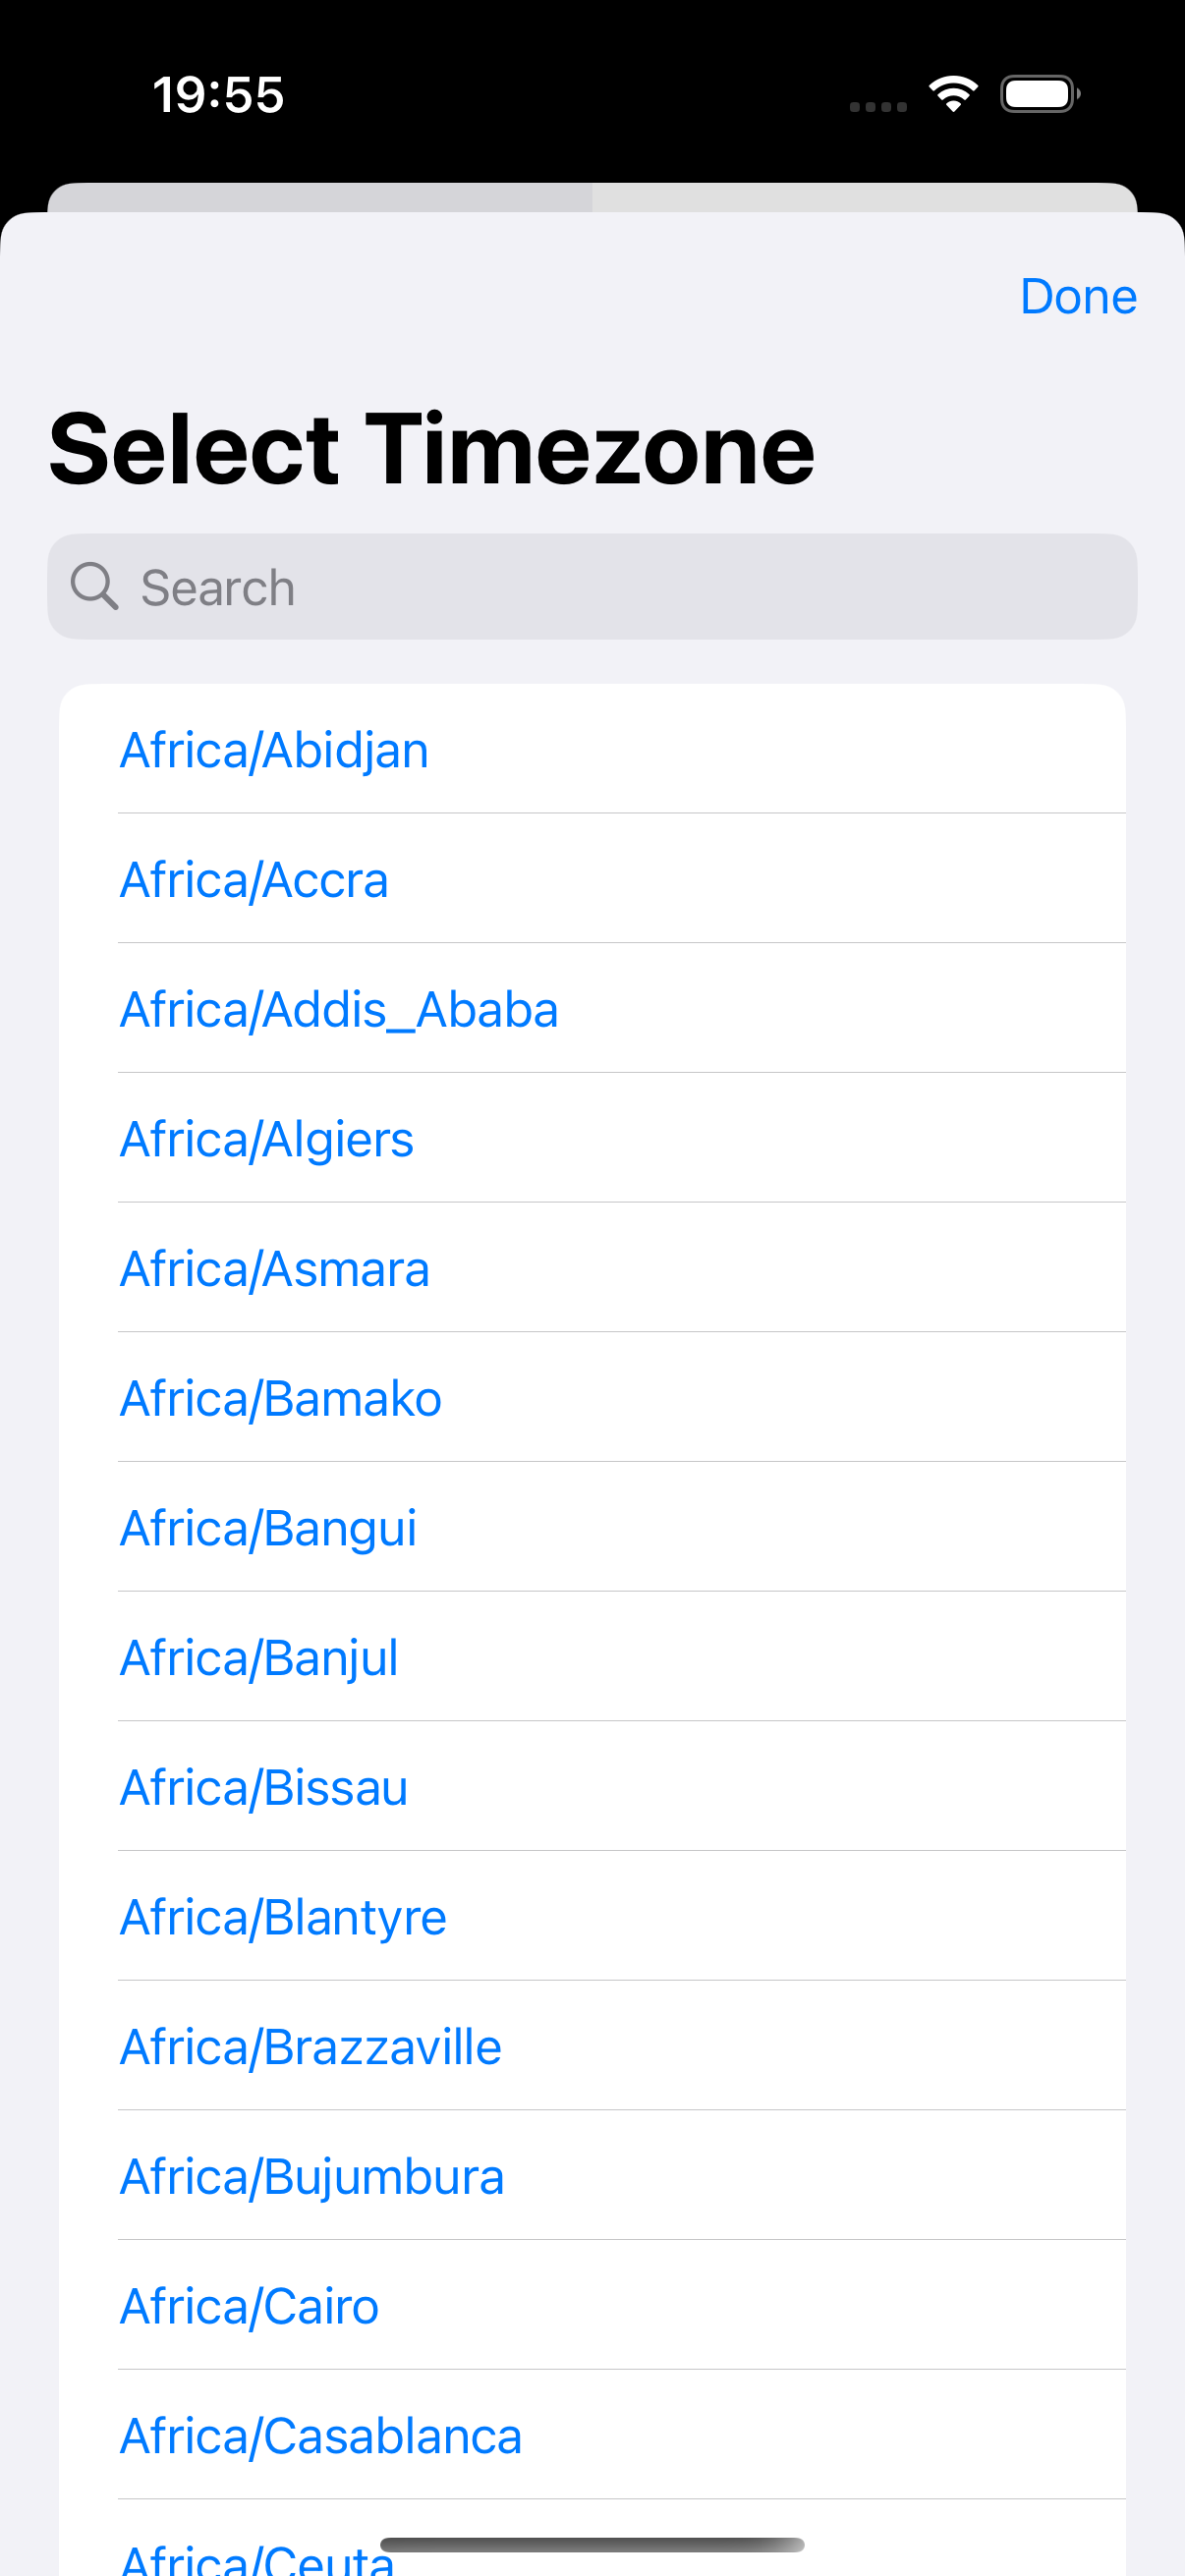 19:55
Done
Select Timezone
Search
Africa/Abidjan
Africa/Accra
Africa/Addis_Ababa
Africa/Algiers
Africa/Asmara
Africa/Bamako
Africa/Bangui
Africa/Banjul
Africa/Bissau
Africa/Blantyre
Africa/Brazzaville
Africa/Bujumbura
Africa/Cairo
Africa/Casablanca
Africa/Ceuta